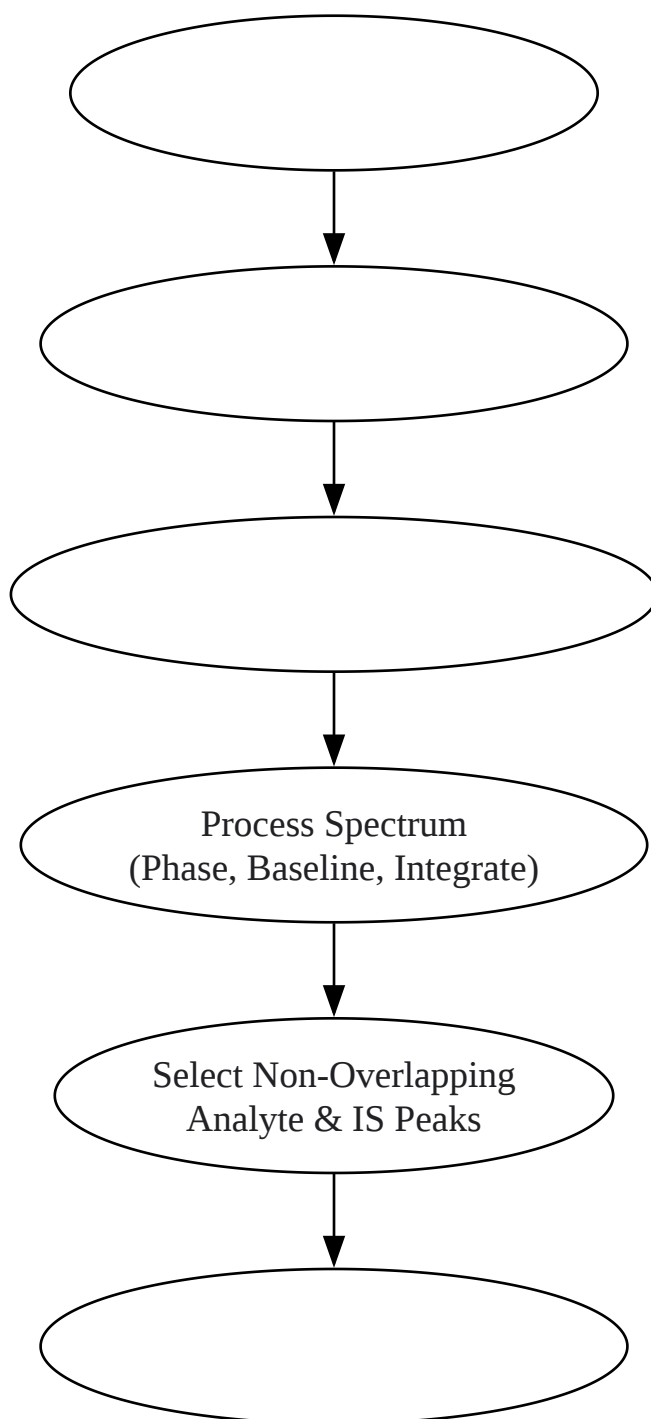 Process Spectrum
(Phase, Baseline, Integrate)
Select Non-Overlapping
Analyte & IS Peaks